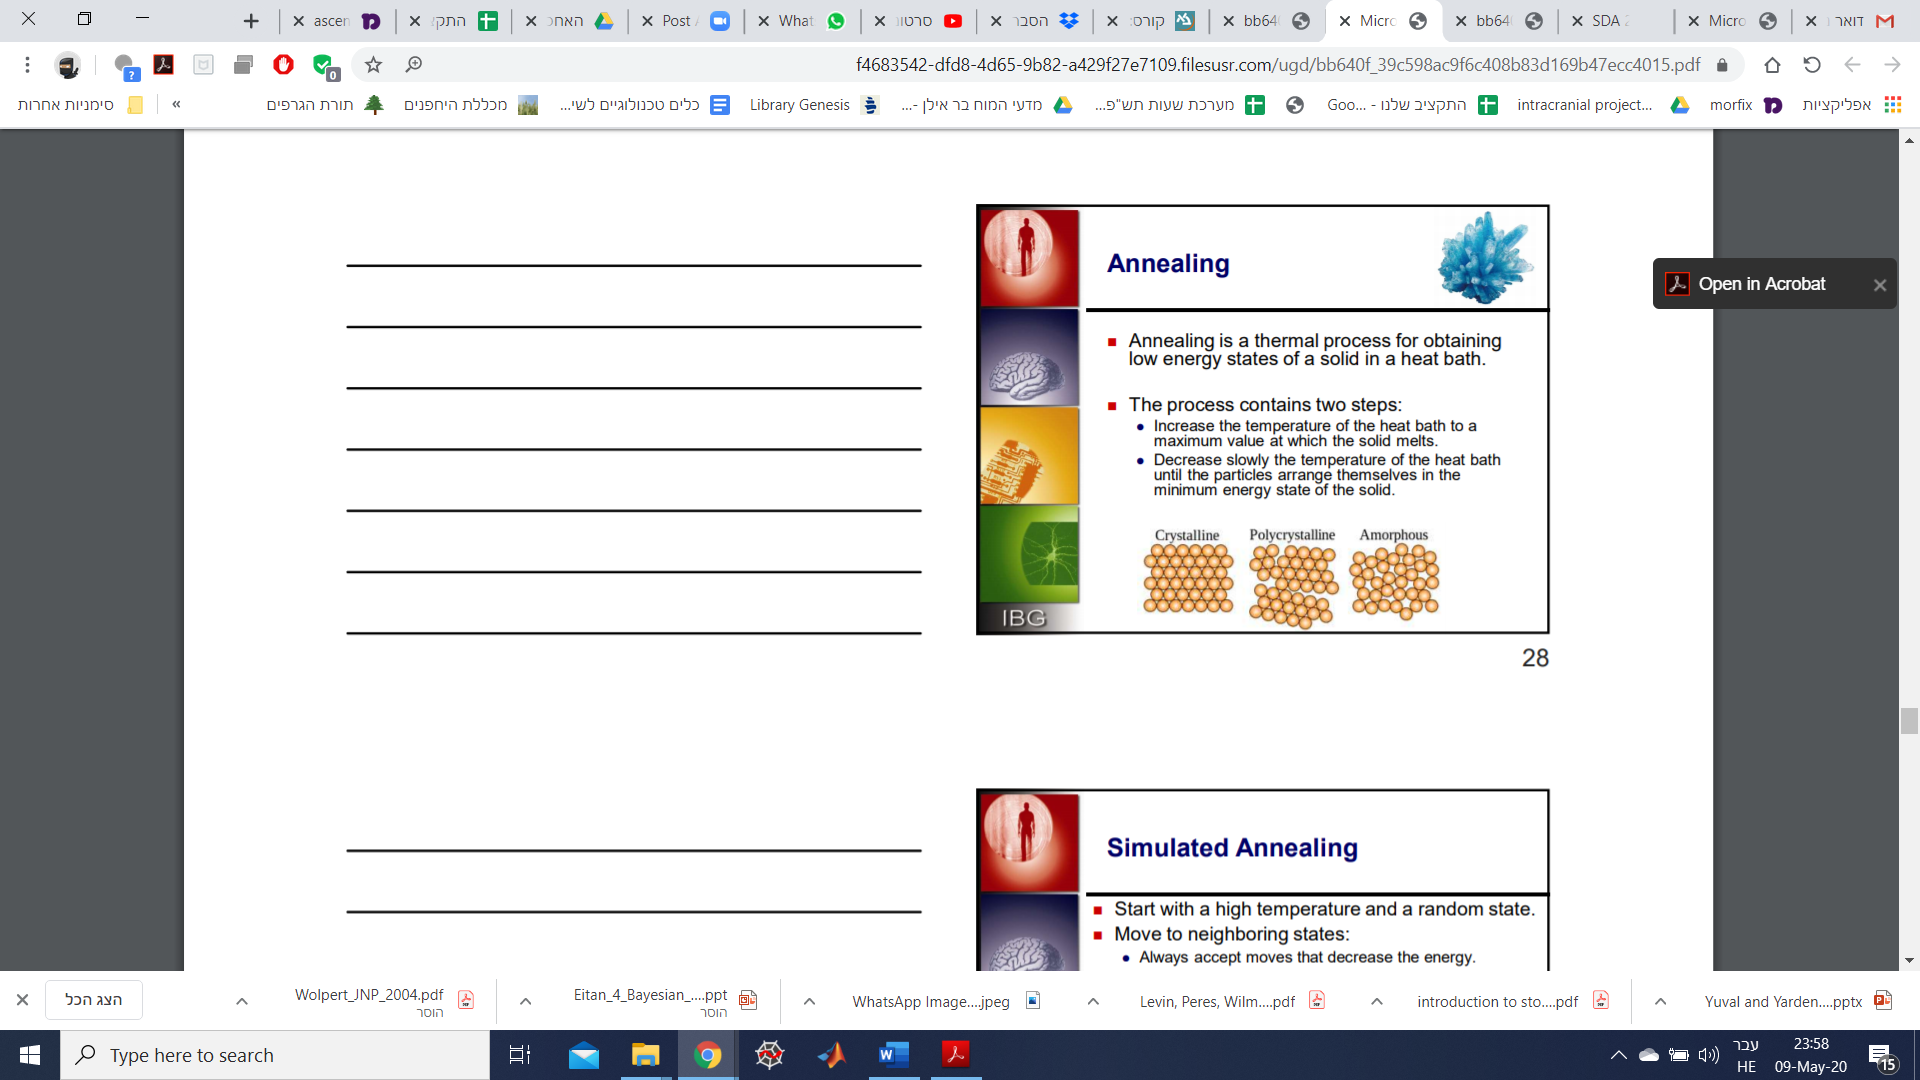 ascen
התק
האחס
Post
What
סרטונ
הסבר
קורס:
bb64
Micro
bb64
SDA 2
Micro
דואר
f4683542-dfd8-4d65-9b82-a429f27e7109.filesusr.com/ugd/bb640f_39c598ac9f6c408b83d169b47ecc4015.pdf
אפליקציות
morfix
intracranial project...
התקציב שלנו - Goo...
מערכת שעות תש"פ...
מדעי המוח בר אילן -...
Library Genesis
כלים טכנולוגיים לשי...
מכללת היחפנים
תורת הגרפים
«
סימניות אחרות
Open in Acrobat
Annealing
Annealing is a thermal process for obtaining
low energy states of a solid in a heat bath.
The process contains two steps:
Increase the temperature of the heat bath to a
maximum value at which the solid melts.
Decrease slowly the temperature of the heat bath
until the particles arrange themselves in the
minimum energy state of the solid.
Crystalline Polycrystalline Amorphous
IBG
28
Simulated Annealing
Start with a high temperature and a random state.
Move to neighboring states:
Always accept moves that decrease the energy.
הצג הכל
Wolpert_JNP_2004.pdf
הוסר
Eitan_4_Bayesian_....ppt
הוסר
WhatsApp Image....jpeg
Levin, Peres, Wilm....pdf
introduction to sto....pdf
Yuval and Yarden....pptx
Type here to search
עבר
HE
23:58
09-May-20
15